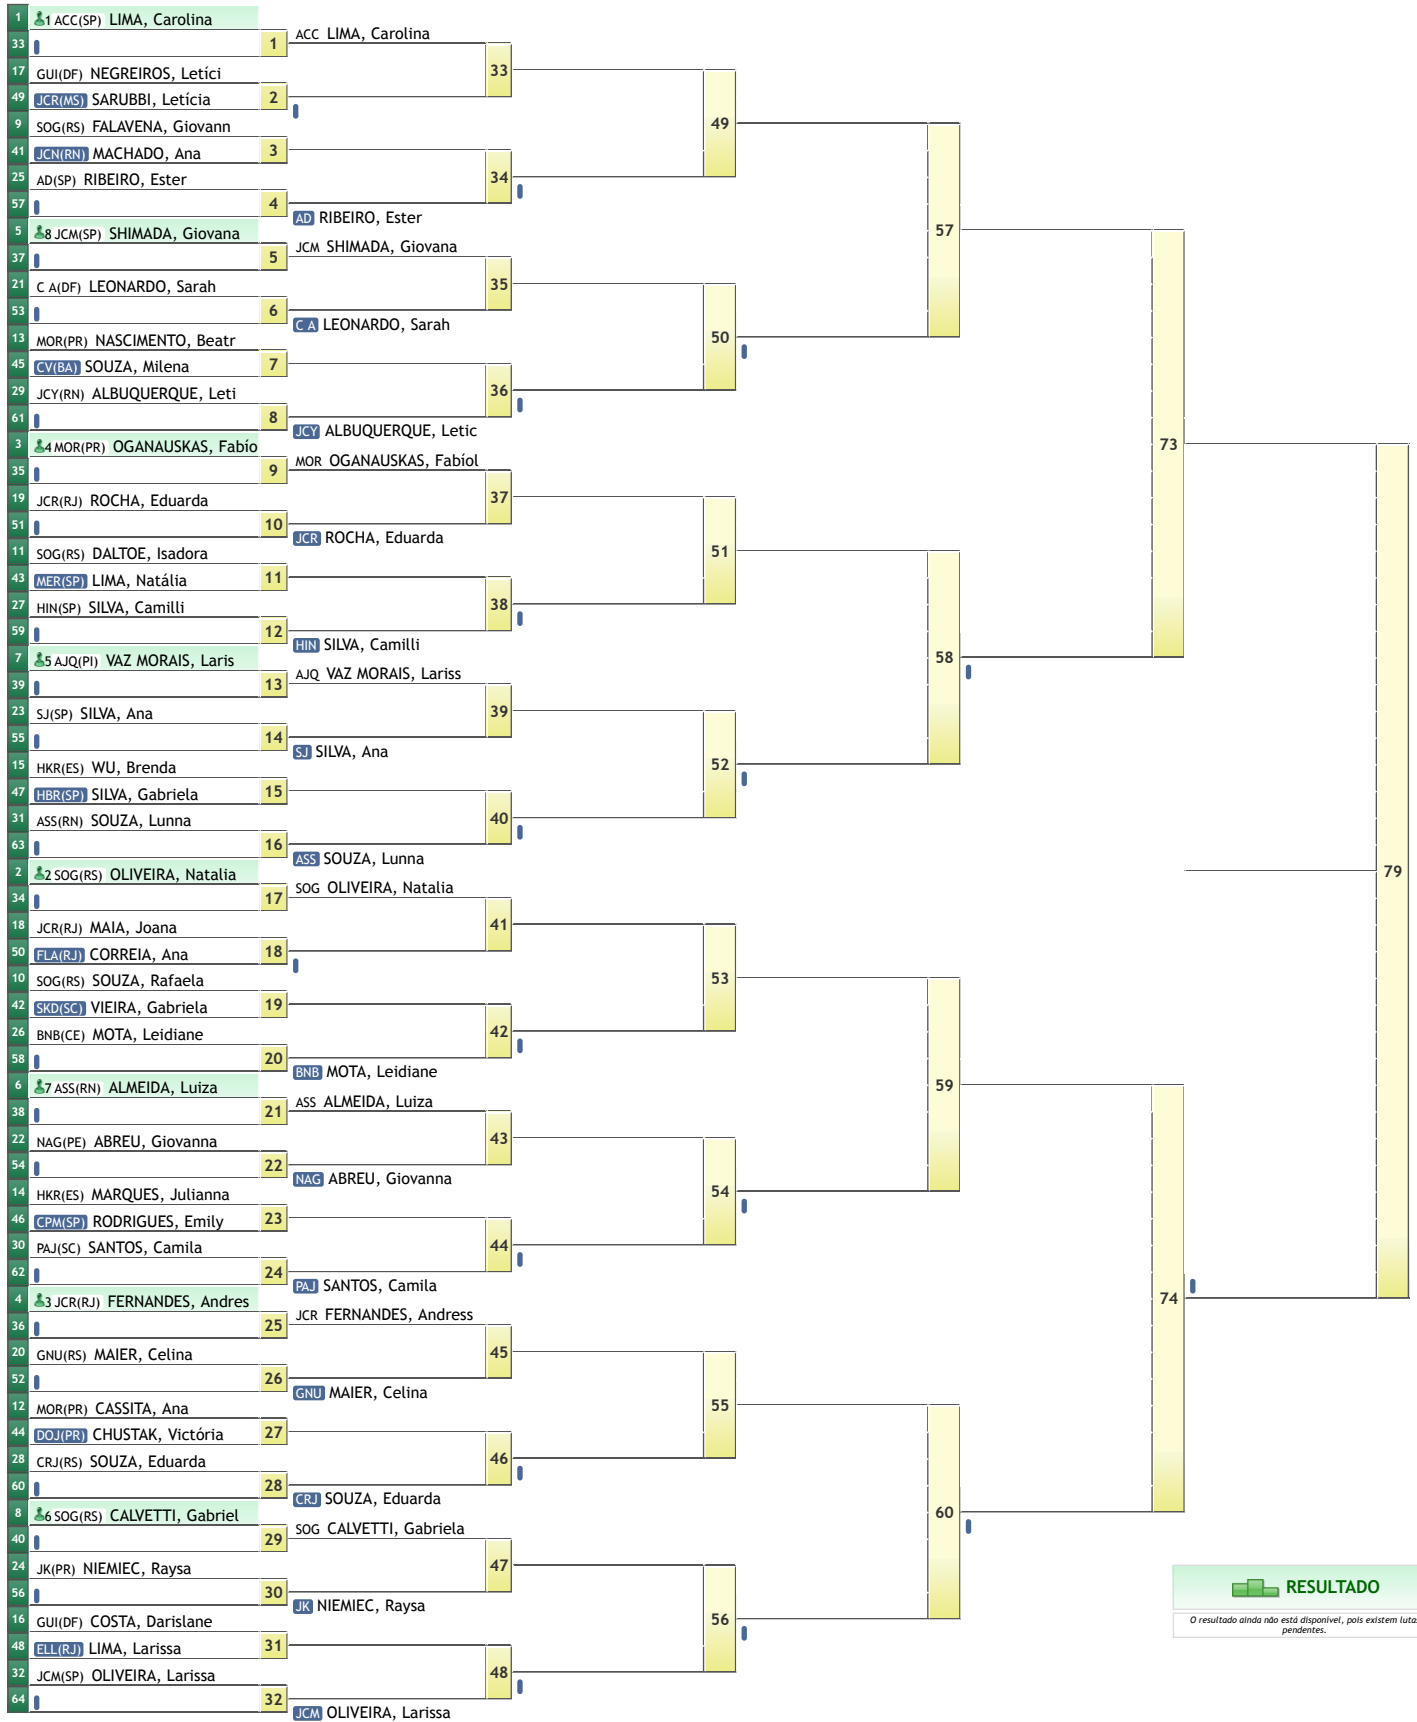 1 1 ACC(SP) LIMA, Carolina
33 1 ACC LIMA, Carolina
17 GUI(DF) NEGREIROS, Letíci 33
49 JCR(MS) SARUBBI, Letícia 2
9 SOG(RS) FALAVENA, Giovann 49
41 JCN(RN) MACHADO, Ana 3
25 AD(SP) RIBEIRO, Ester 34
57 4
AD RIBEIRO, Ester
5 8 JCM(SP) SHIMADA, Giovana 57
37 5 JCM SHIMADA, Giovana
21 C A(DF) LEONARDO, Sarah 35
53 6
C A LEONARDO, Sarah
13 MOR(PR) NASCIMENTO, Beatr 50
45 CV(BA) SOUZA, Milena 7
29 JCY(RN) ALBUQUERQUE, Leti 36
61 8
JCY ALBUQUERQUE, Letic
3 4 MOR(PR) OGANAUSKAS, Fabío 73
35 9 MOR OGANAUSKAS, Fabíol
19 JCR(RJ) ROCHA, Eduarda 37
51 10
JCR ROCHA, Eduarda
11 SOG(RS) DALTOE, Isadora 51
43 MER(SP) LIMA, Natália 11
27 HIN(SP) SILVA, Camilli 38
59 12
HIN SILVA, Camilli
7 5 AJQ(PI) VAZ MORAIS, Laris 58
39 13 AJQ VAZ MORAIS, Lariss
23 SJ(SP) SILVA, Ana 39
55 14
SJ SILVA, Ana
15 HKR(ES) WU, Brenda 52
47 HBR(SP) SILVA, Gabriela 15
31 ASS(RN) SOUZA, Lunna 40
63 16
ASS SOUZA, Lunna
2 2 SOG(RS) OLIVEIRA, Natalia 79
34 17 SOG OLIVEIRA, Natalia
18 JCR(RJ) MAIA, Joana 41
50 FLA(RJ) CORREIA, Ana 18
10 SOG(RS) SOUZA, Rafaela 53
42 SKD(SC) VIEIRA, Gabriela 19
26 BNB(CE) MOTA, Leidiane 42
58 20
BNB MOTA, Leidiane
6 7 ASS(RN) ALMEIDA, Luiza 59
38 21 ASS ALMEIDA, Luiza
22 NAG(PE) ABREU, Giovanna 43
54 22
NAG ABREU, Giovanna
14 HKR(ES) MARQUES, Julianna 54
46 CPM(SP) RODRIGUES, Emily 23
30 PAJ(SC) SANTOS, Camila 44
62 24
PAJ SANTOS, Camila
4 3 JCR(RJ) FERNANDES, Andres 74
36 25 JCR FERNANDES, Andress
20 GNU(RS) MAIER, Celina 45
52 26
GNU MAIER, Celina
12 MOR(PR) CASSITA, Ana 55
44 DOJ(PR) CHUSTAK, Victória 27
28 CRJ(RS) SOUZA, Eduarda 46
60 28
CRJ SOUZA, Eduarda
8 6 SOG(RS) CALVETTI, Gabriel 60
40 29 SOG CALVETTI, Gabriela
24 JK(PR) NIEMIEC, Raysa 47
56 30
JK NIEMIEC, Raysa
16 GUI(DF) COSTA, Darislane 56
48 ELL(RJ) LIMA, Larissa 31
32 JCM(SP) OLIVEIRA, Larissa 48
64 32
JCM OLIVEIRA, Larissa
RESULTADO
O resultado ainda não está disponível, pois existem lutas
pendentes.